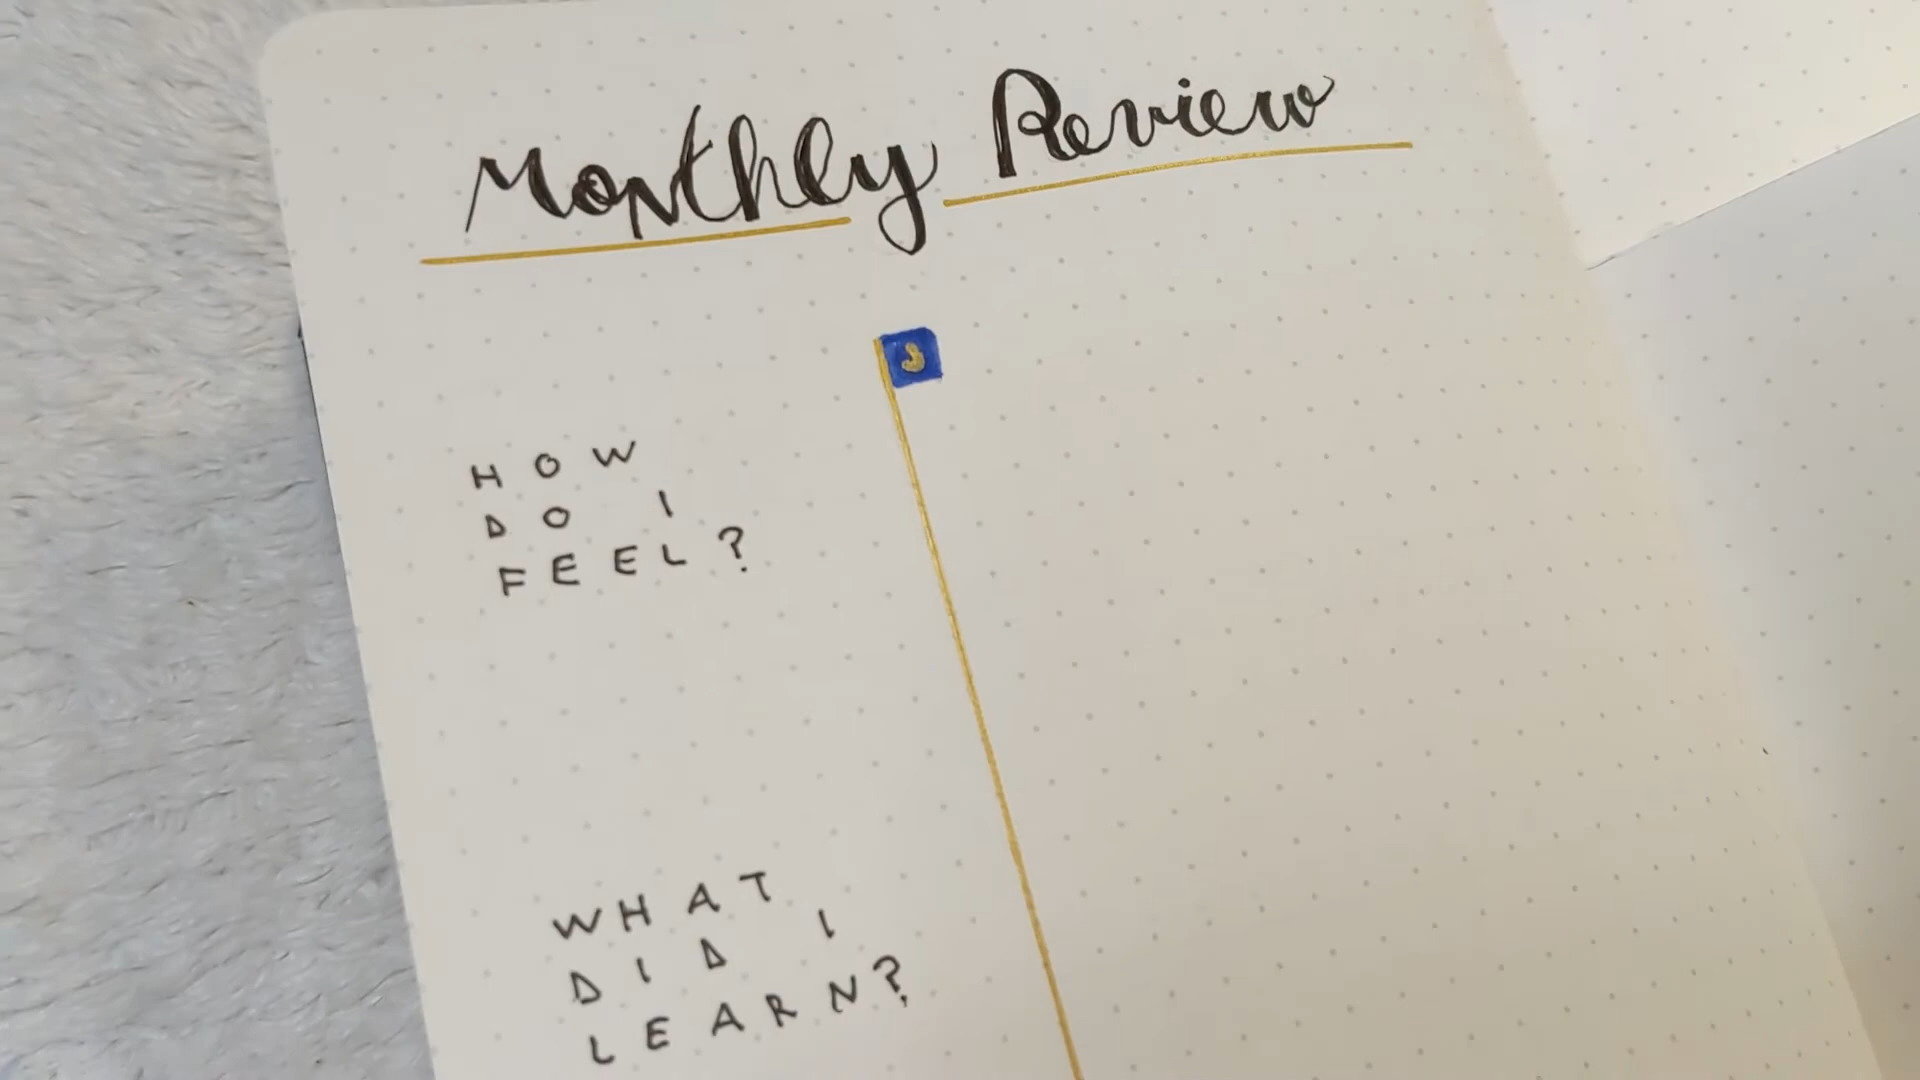 Monthly Review
HOW
DO I
FEEL?
WHAT
DID I
LEARN?